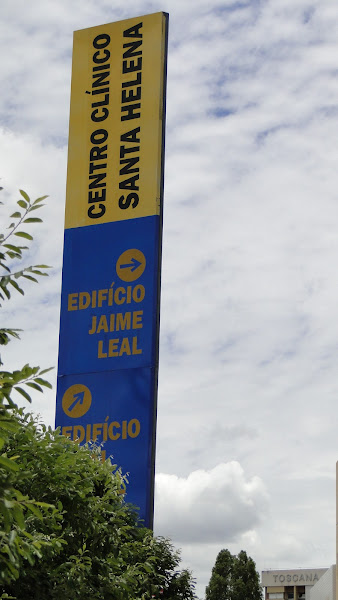 CENTRO CLÍNICO
SANTA HELENA
EDIFÍCIO
JAIME
LEAL
EDIFÍCIO
TOSCANA